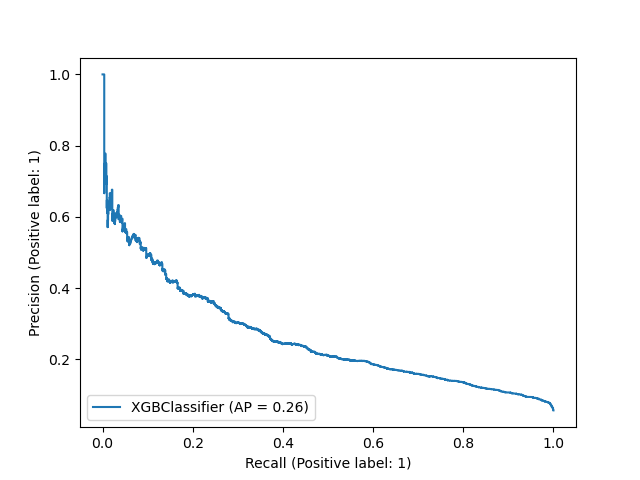 1.0
0.8
0.6
0.4
0.2
Precision (Positive label: 1)
XGBClassifier (AP = 0.26)
0.0 0.2 0.4 0.6 0.8 1.0
Recall (Positive label: 1)